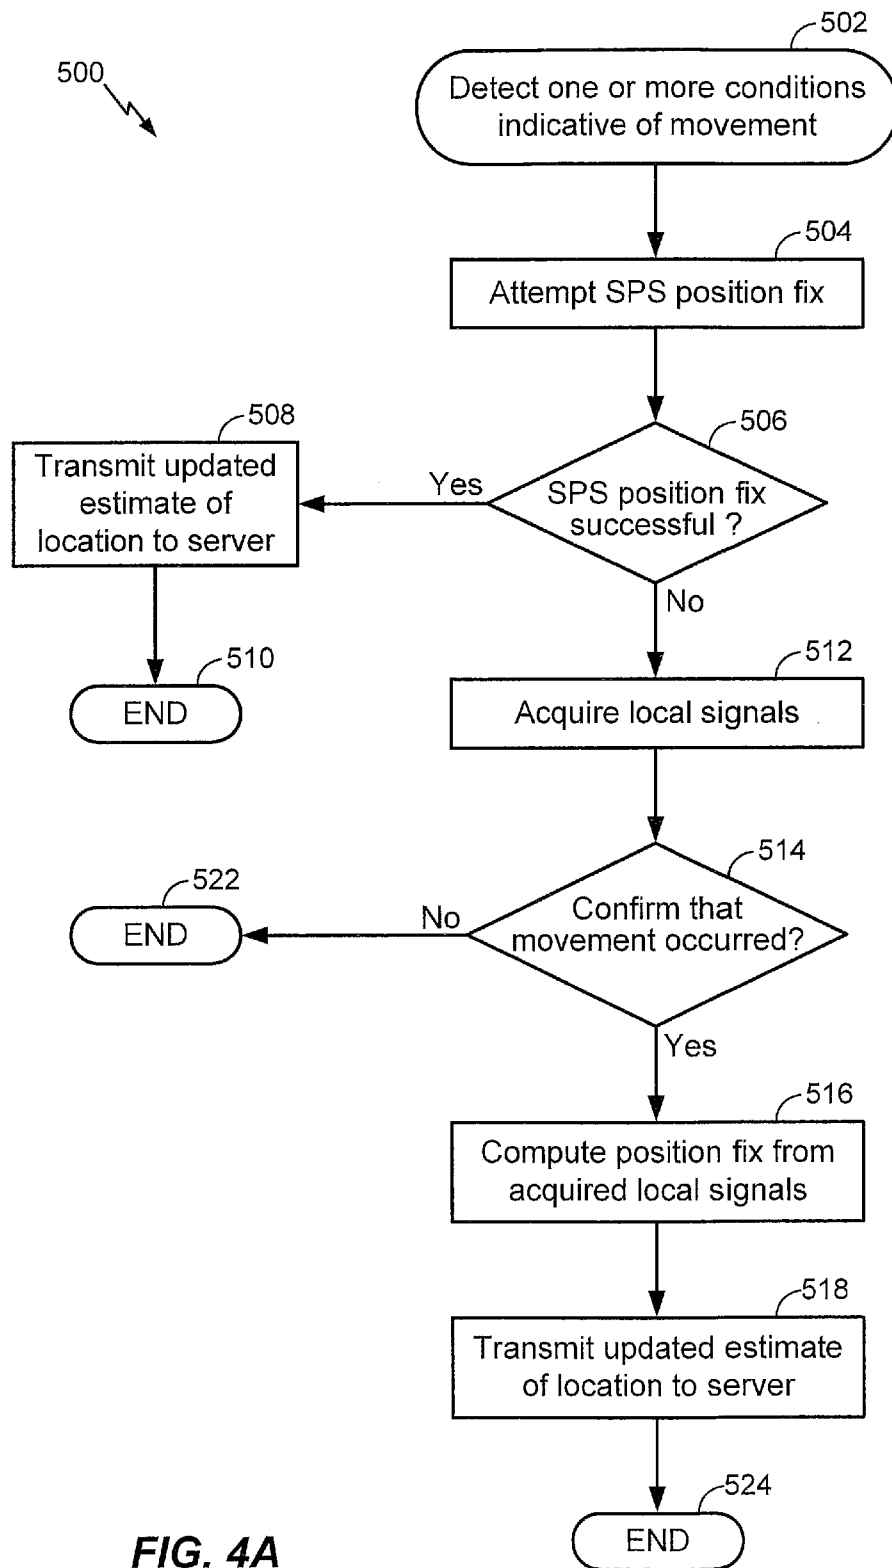 502
500
Detect one or more conditions
indicative of movement
504
Attempt SPS position fix
508
506
Transmit updated
estimate of
location to server
Yes
SPS position fix
successful ?
No
510
END
512
Acquire local signals
514
522
END
No
Confirm that
movement occurred?
Yes
516
Compute position fix from
acquired local signals
518
Transmit updated estimate
of location to server
524
END
FIG. 4A